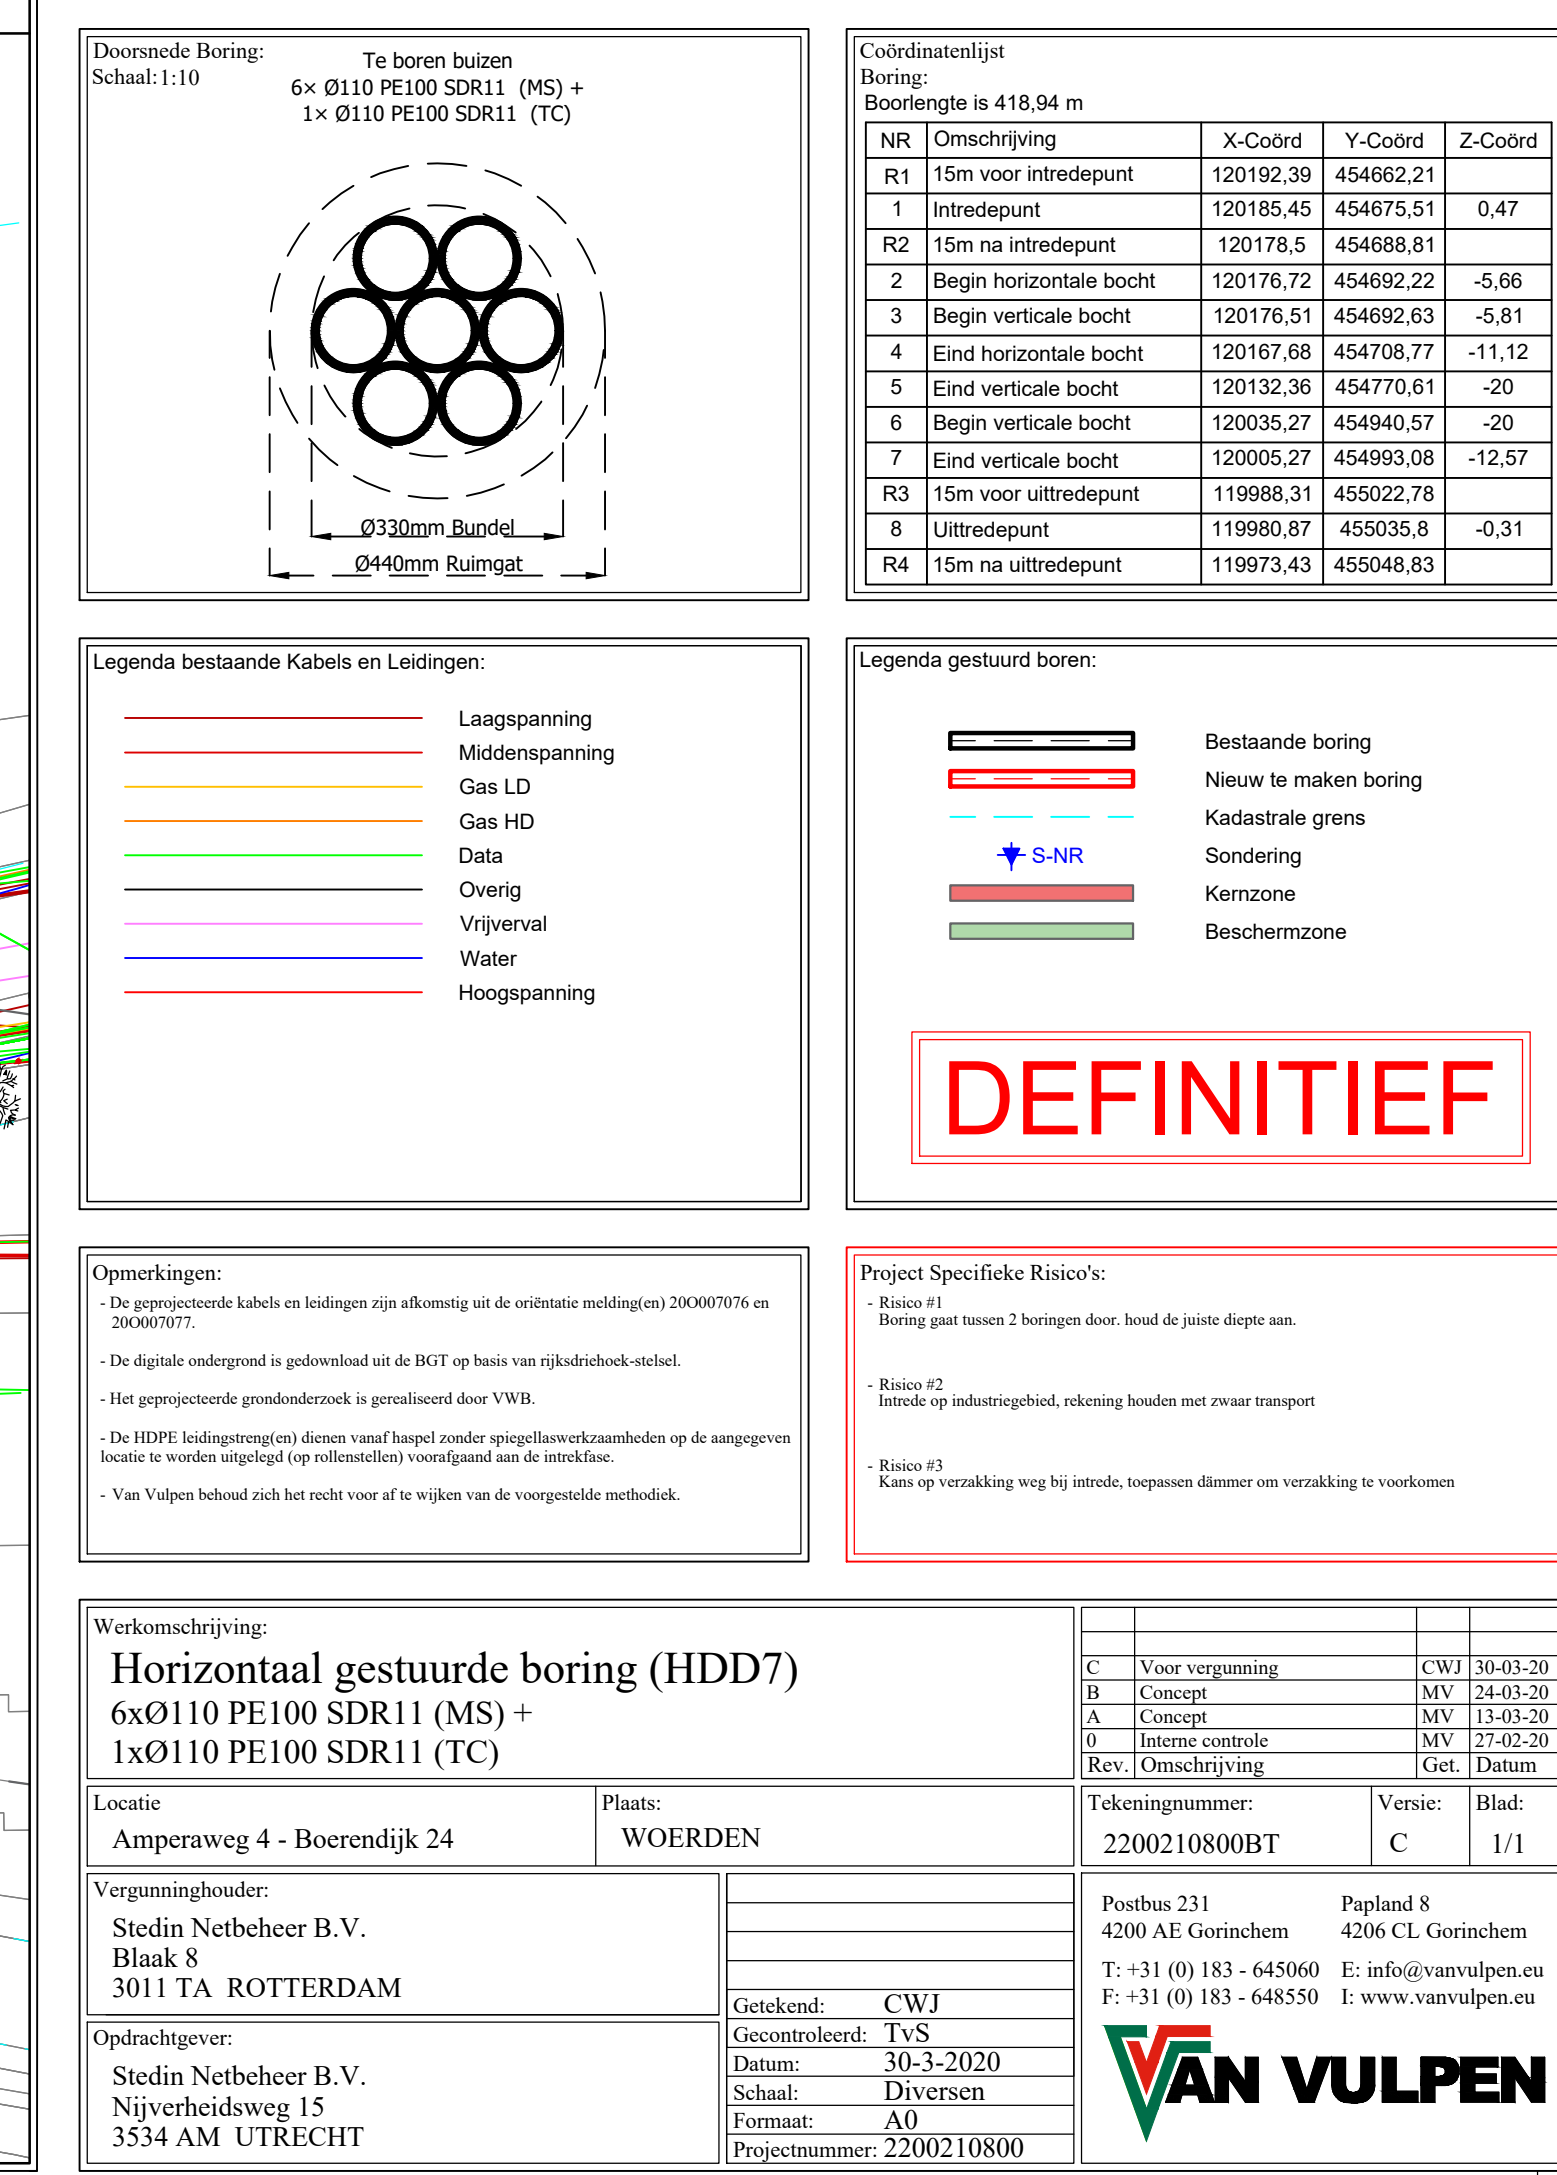 Doorsnede Boring:
Schaal: 1:10
Te boren buizen
6× Ø110 PE100 SDR11 (MS) +
1× Ø110 PE100 SDR11 (TC)
Ø330mm Bundel
Ø440mm Ruimgat
Coördinatenlijst
Boring:
Boorlengte is 418,94 m
NR Omschrijving X-Coörd Y-Coörd Z-Coörd
R1 15m voor intredepunt 120192,39 454662,21
1 Intredepunt 120185,45 454675,51 0,47
R2 15m na intredepunt 120178,5 454688,81
2 Begin horizontale bocht 120176,72 454692,22 -5,66
3 Begin verticale bocht 120176,51 454692,63 -5,81
4 Eind horizontale bocht 120167,68 454708,77 -11,12
5 Eind verticale bocht 120132,36 454770,61 -20
6 Begin verticale bocht 120035,27 454940,57 -20
7 Eind verticale bocht 120005,27 454993,08 -12,57
R3 15m voor uittredepunt 119988,31 455022,78
8 Uittredepunt 119980,87 455035,8 -0,31
R4 15m na uittredepunt 119973,43 455048,83
Legenda bestaande Kabels en Leidingen:
Laagspanning
Middenspanning
Gas LD
Gas HD
Data
Overig
Vrijverval
Water
Hoogspanning
Legenda gestuurd boren:
Bestaande boring
Nieuw te maken boring
Kadastrale grens
S-NR Sondering
Kernzone
Beschermzone
DEFINITIEF
Opmerkingen:
- De geprojecteerde kabels en leidingen zijn afkomstig uit de oriëntatie melding(en) 20O007076 en
20O007077.
- De digitale ondergrond is gedownload uit de BGT op basis van rijksdriehoek-stelsel.
- Het geprojecteerde grondonderzoek is gerealiseerd door VWB.
- De HDPE leidingstreng(en) dienen vanaf haspel zonder spiegellaswerkzaamheden op de aangegeven
locatie te worden uitgelegd (op rollenstellen) voorafgaand aan de intrekfase.
- Van Vulpen behoud zich het recht voor af te wijken van de voorgestelde methodiek.
Project Specifieke Risico's:
- Risico #1
Boring gaat tussen 2 boringen door. houd de juiste diepte aan.
- Risico #2
Intrede op industriegebied, rekening houden met zwaar transport
- Risico #3
Kans op verzakking weg bij intrede, toepassen dämmer om verzakking te voorkomen
Werkomschrijving:
Horizontaal gestuurde boring (HDD7)
6xØ110 PE100 SDR11 (MS) +
1xØ110 PE100 SDR11 (TC)
C Voor vergunning CWJ 30-03-20
B Concept MV 24-03-20
A Concept MV 13-03-20
0 Interne controle MV 27-02-20
Rev. Omschrijving Get. Datum
Locatie
Amperaweg 4 - Boerendijk 24
Plaats:
WOERDEN
Tekeningnummer:
2200210800BT
Versie:
C
Blad:
1/1
Vergunninghouder:
Stedin Netbeheer B.V.
Blaak 8
3011 TA ROTTERDAM
Opdrachtgever:
Stedin Netbeheer B.V.
Nijverheidsweg 15
3534 AM UTRECHT
Getekend: CWJ
Gecontroleerd: TvS
Datum: 30-3-2020
Schaal: Diversen
Formaat: A0
Projectnummer: 2200210800
Postbus 231 Papland 8
4200 AE Gorinchem 4206 CL Gorinchem
T: +31 (0) 183 - 645060 E: info@vanvulpen.eu
F: +31 (0) 183 - 648550 I: www.vanvulpen.eu
VAN VULPEN